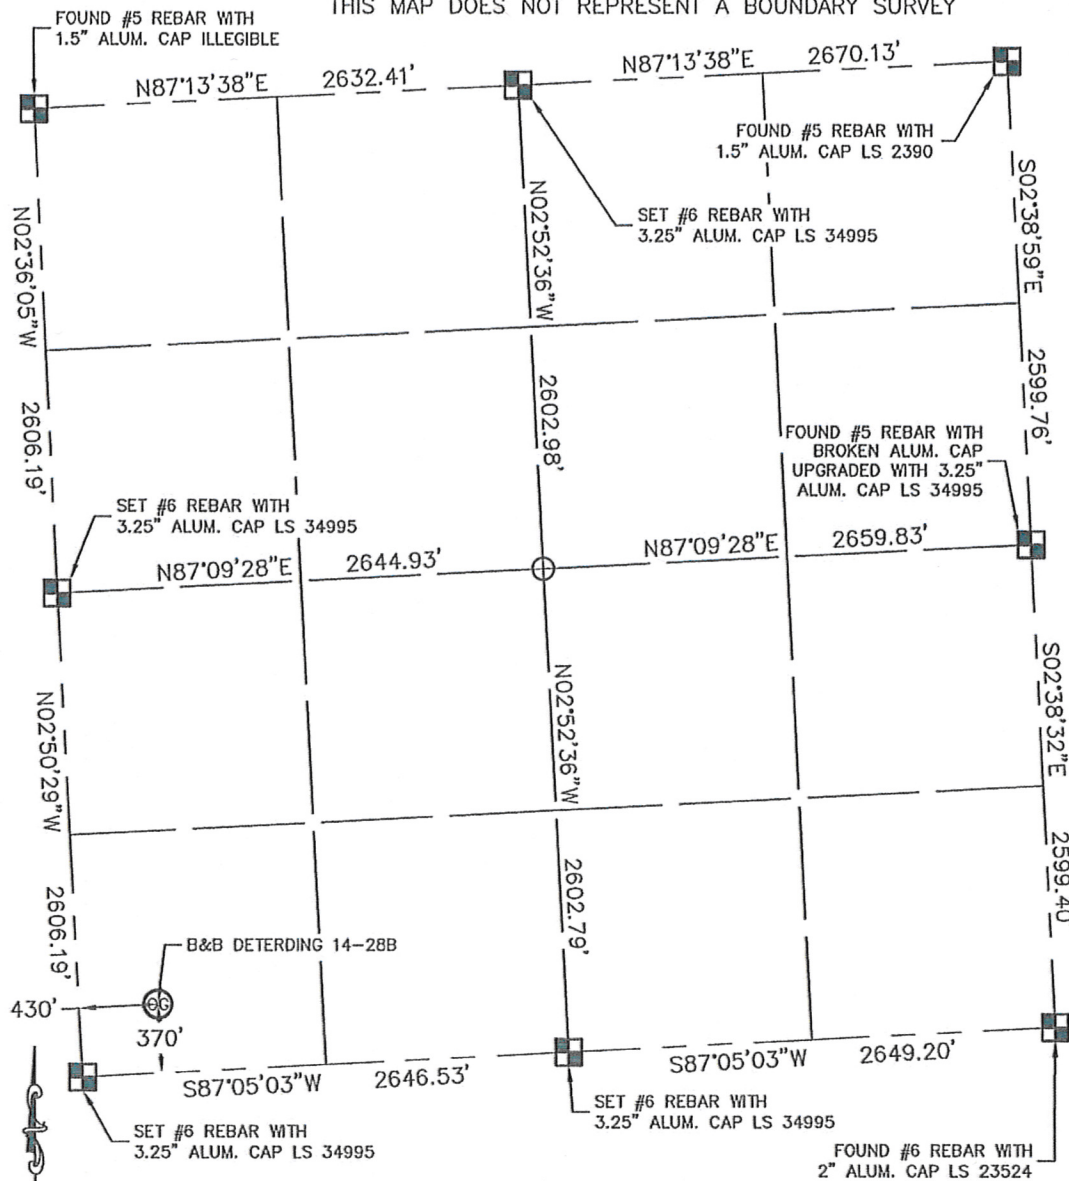 THIS MAP DOES NOT REPRESENT A BOUNDARY SURVEY
FOUND #5 REBAR WITH
1.5" ALUM. CAP ILLEGIBLE
N87°13'38"E
2632.41'
N87°13'38"E
2670.13'
FOUND #5 REBAR WITH
1.5" ALUM. CAP LS 2390
SET #6 REBAR WITH
3.25" ALUM. CAP LS 34995
N02°36'05"W
2606.19'
N02°52'36"W
2602.98'
S02°38'59"E
2599.76'
FOUND #5 REBAR WITH
BROKEN ALUM. CAP
UPGRADED WITH 3.25"
ALUM. CAP LS 34995
SET #6 REBAR WITH
3.25" ALUM. CAP LS 34995
N87°09'28"E
2644.93'
N87°09'28"E
2659.83'
N02°50'29"W
2606.19'
N02°52'36"W
2602.79'
S02°38'32"E
2599.40
B&B DETERDING 14-28B
430'
OG
370'
S87°05'03"W
2646.53'
S87°05'03"W
2649.20'
SET #6 REBAR WITH
3.25" ALUM. CAP LS 34995
SET #6 REBAR WITH
3.25" ALUM. CAP LS 34995
FOUND #6 REBAR WITH
2" ALUM. CAP LS 23524